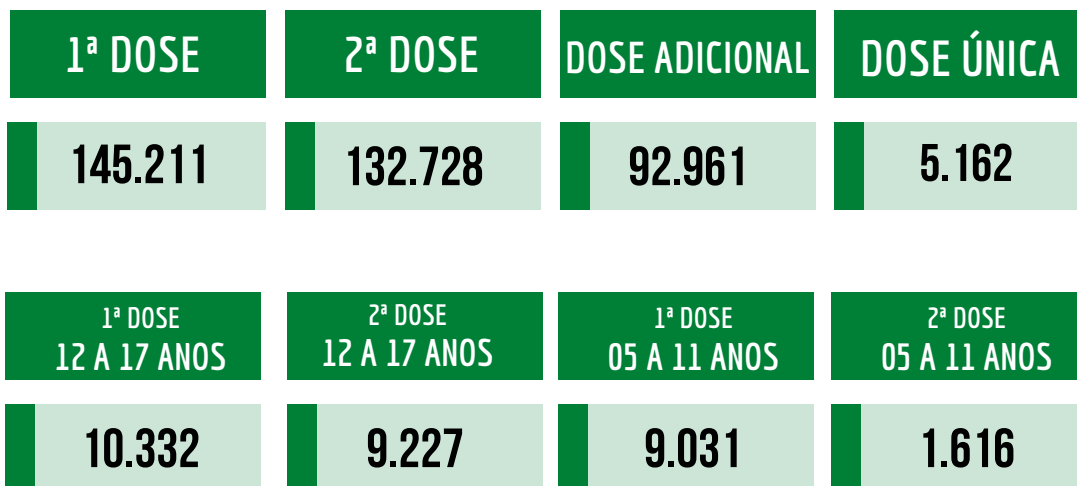 1ª DOSE
2ª DOSE
DOSE ADICIONAL
DOSE ÚNICA
145.211
132.728
92.961
5.162
1ª DOSE
12 A 17 ANOS
2ª DOSE
12 A 17 ANOS
1ª DOSE
05 A 11 ANOS
2ª DOSE
05 A 11 ANOS
10.332
9.227
9.031
1.616